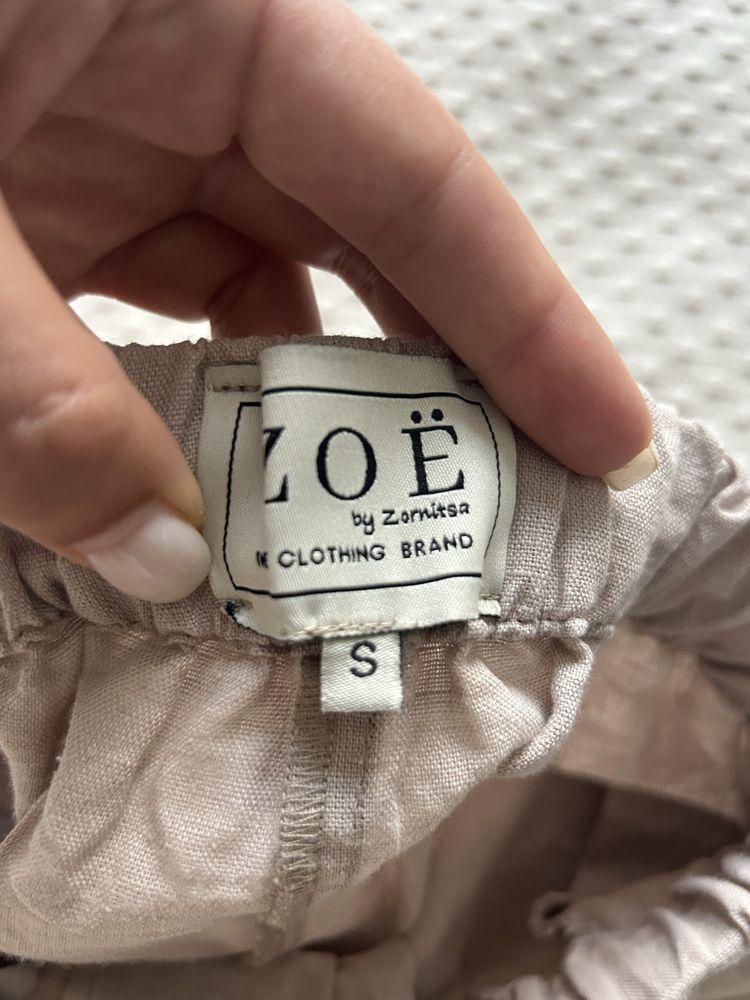 ZOË
by Zornitsa
CLOTHING BRAND
S